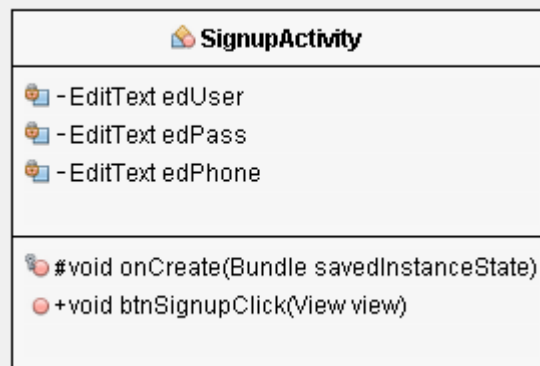 SignupActivity
-EditText edUser
-EditText edPass
-EditText edPhone
#void onCreate(Bundle savedInstanceState)
+void btnSignupClick(View view)